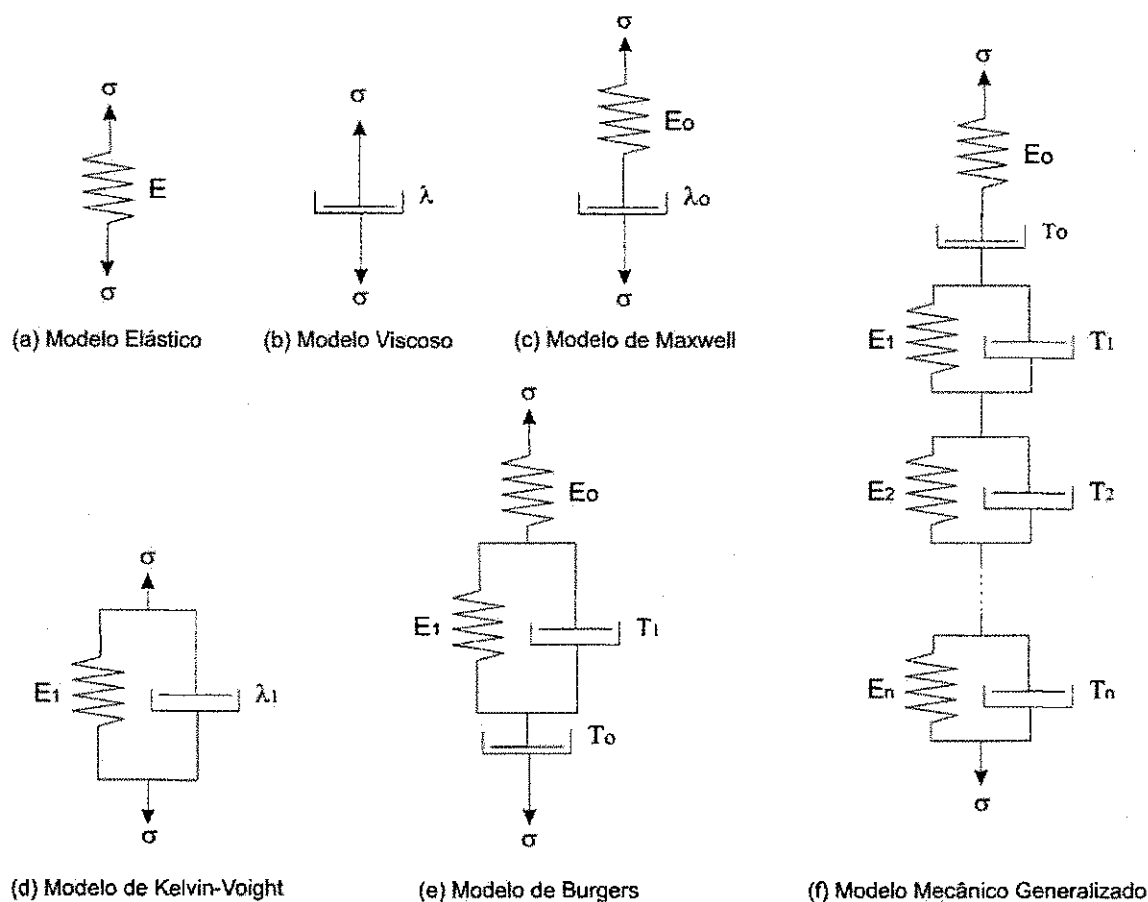 σ
E
σ
(a) Modelo Elástico
σ
λ
σ
(b) Modelo Viscoso
σ
Eo
λo
σ
(c) Modelo de Maxwell
σ
E1
λ1
σ
(d) Modelo de Kelvin-Voight
σ
Eo
E1
T1
To
σ
(e) Modelo de Burgers
σ
Eo
To
E1
T1
E2
T2
En
Tn
σ
(f) Modelo Mecânico Generalizado